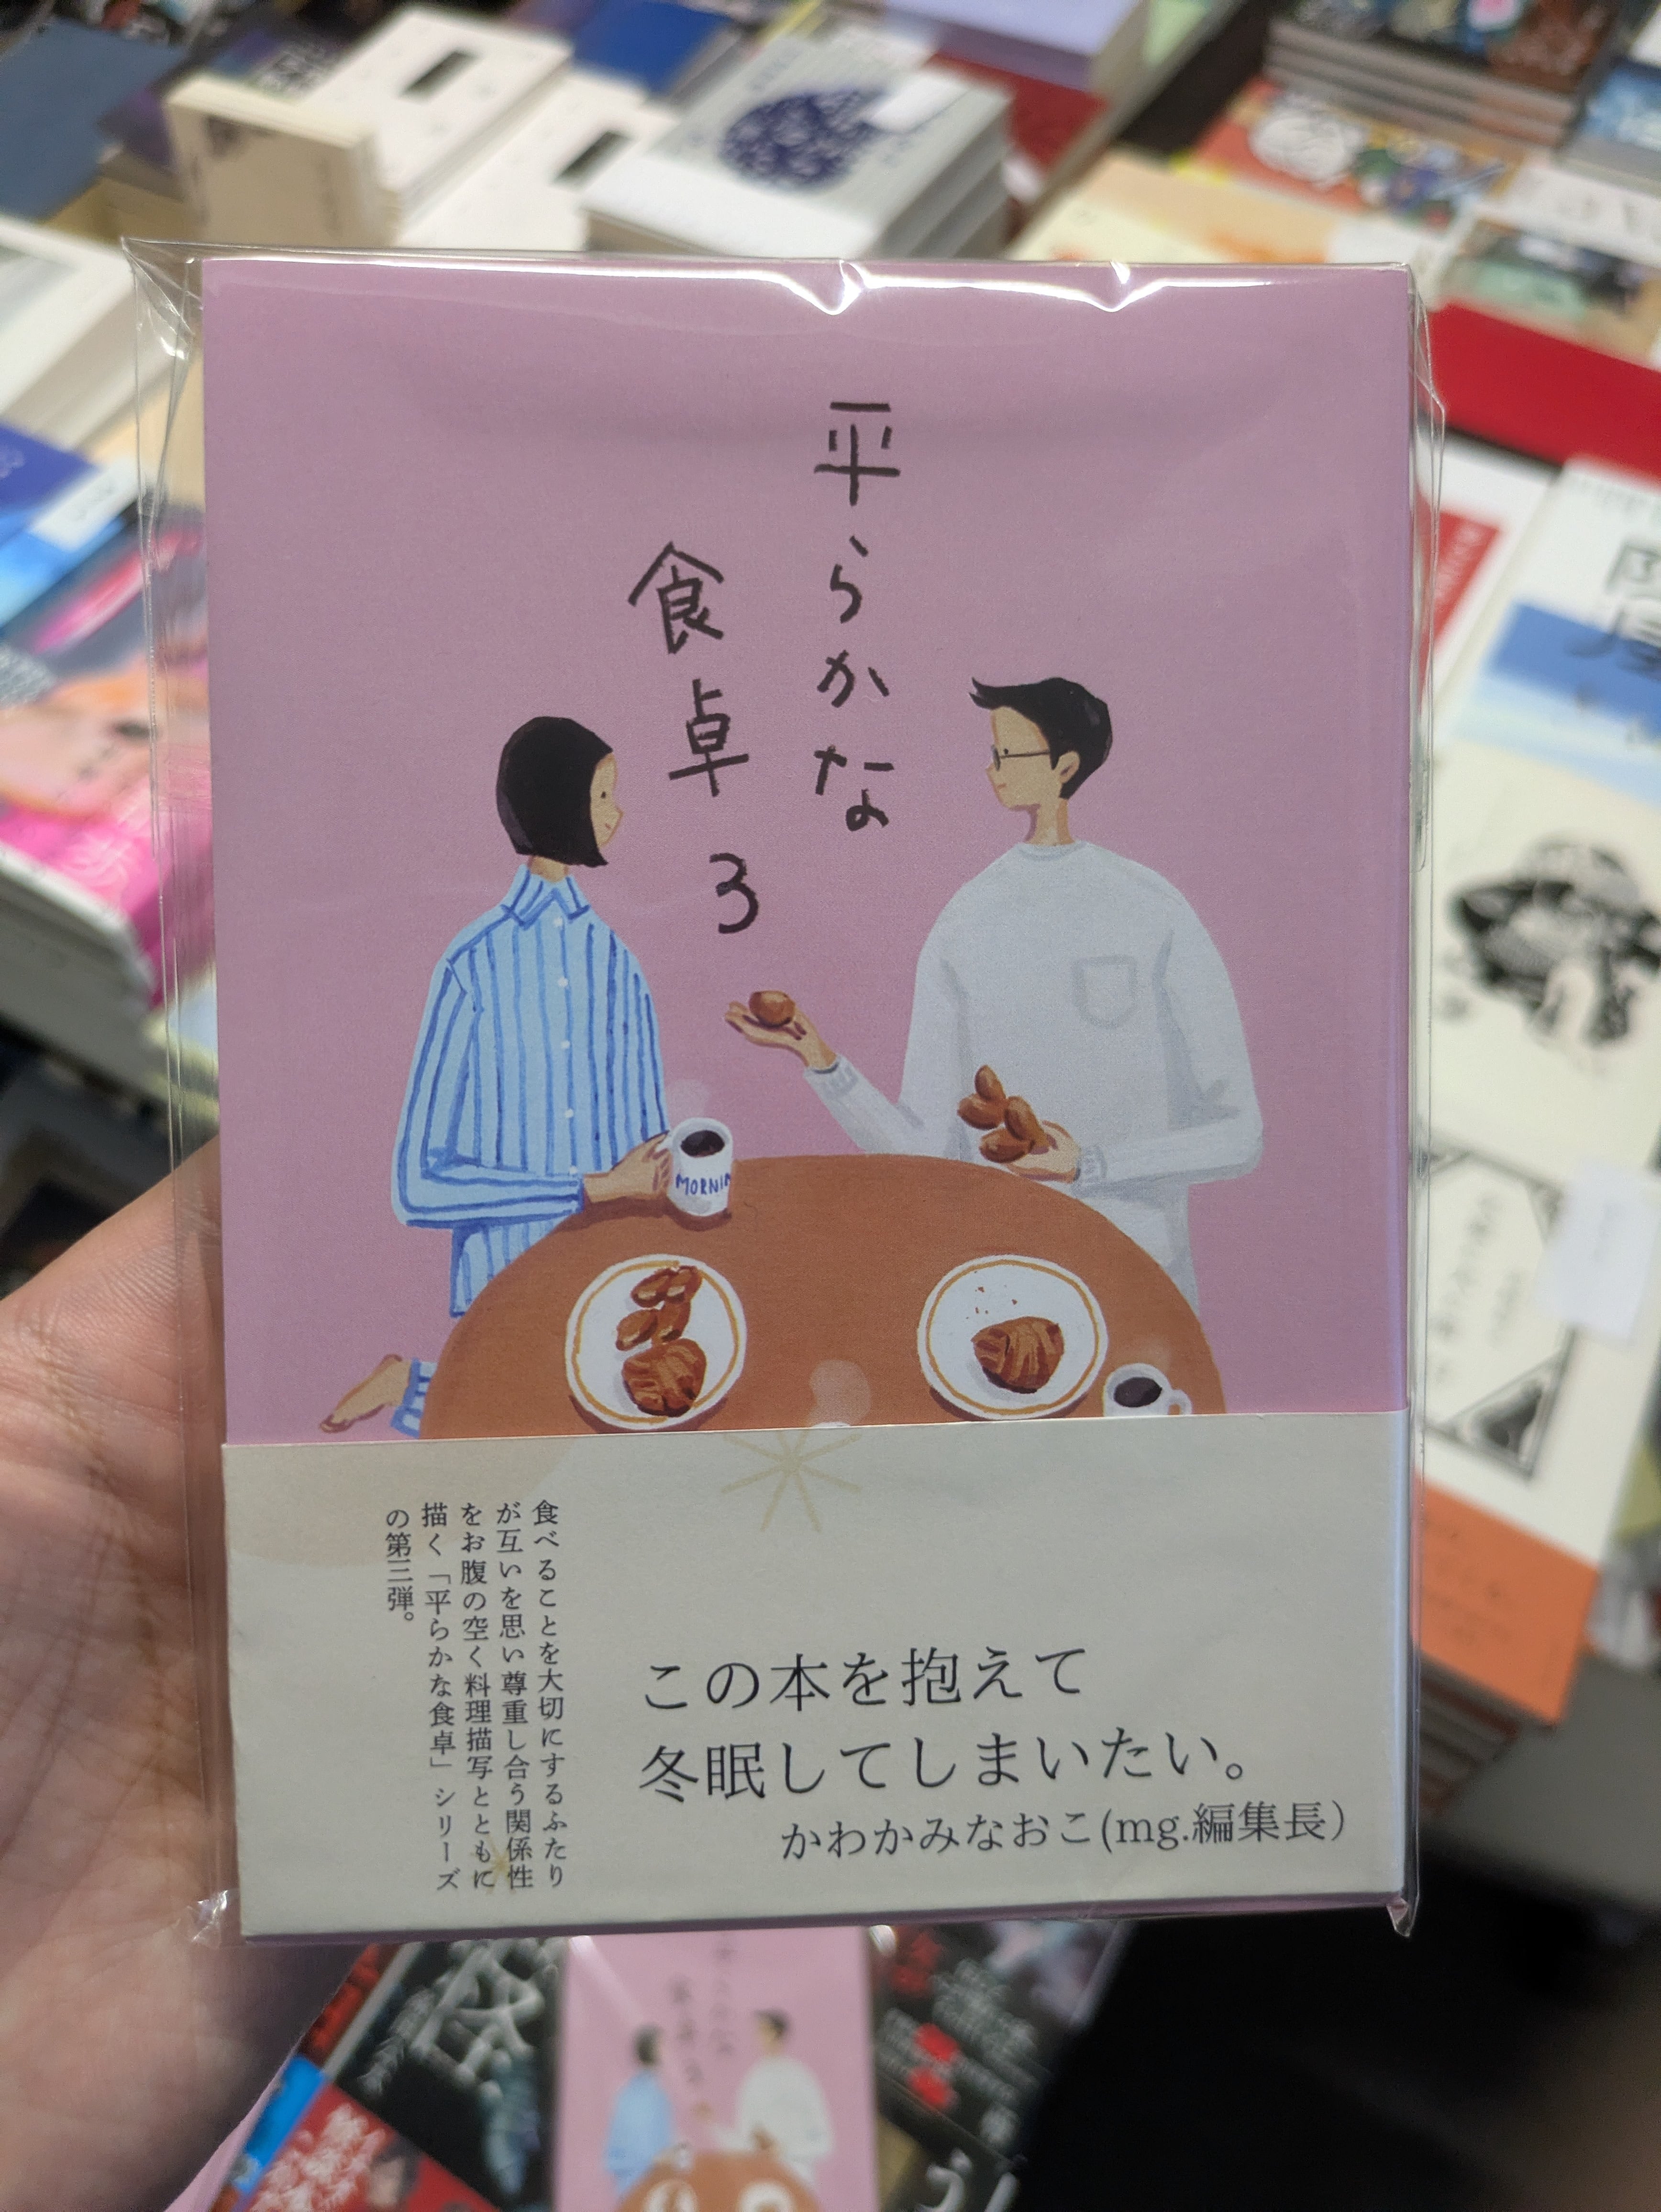 平らかな
食卓
3
MORNIN
この本を抱えて
冬眠してしまいたい。
かわかみなおこ(mg.編集長)
食べることを大切にするふたり
が互いを思い尊重し合う関係性
をお腹の空く料理描写とともに
描く「平らかな食卓」シリーズ
の第三弾。